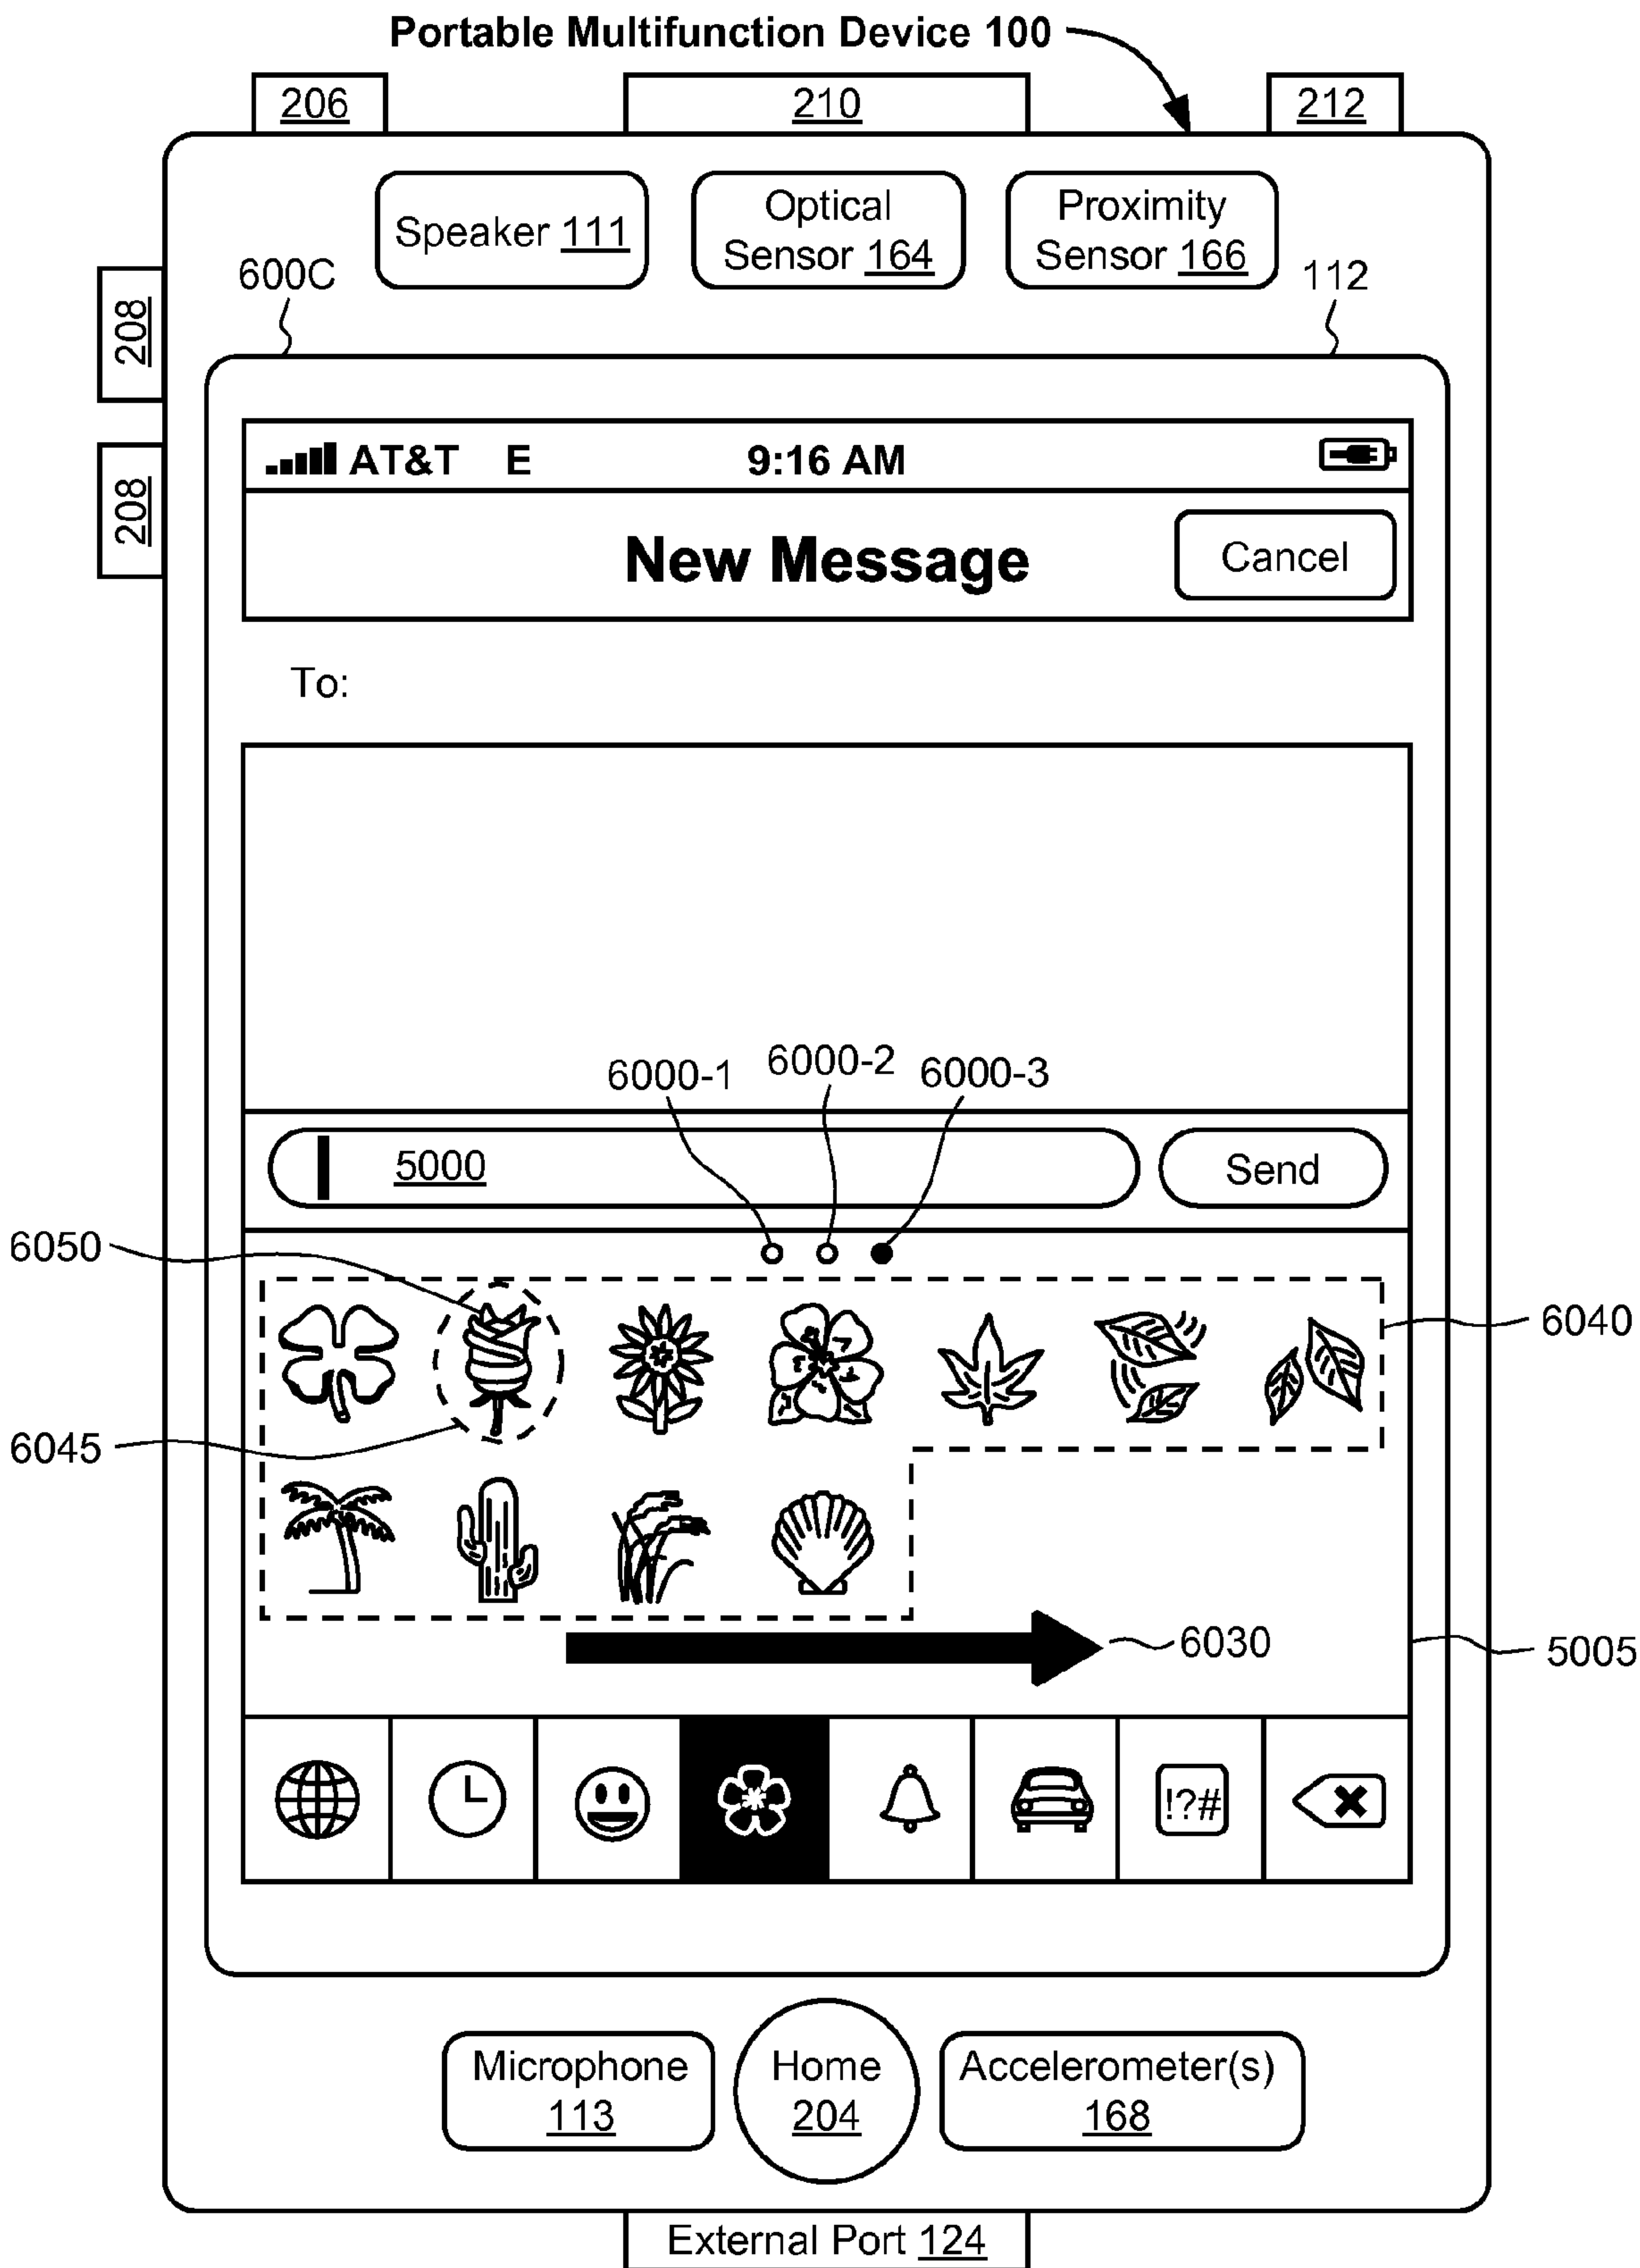 Portable Multifunction Device 100
206
210
212
Speaker 111
Optical
Sensor 164
Proximity
Sensor 166
600C
112
208
208
AT&T E 9:16 AM
New Message
Cancel
To:
6000-1
6000-2
6000-3
5000
Send
6050
6040
6045
6030
5005
!?#
Microphone
113
Home
204
Accelerometer(s)
168
External Port 124